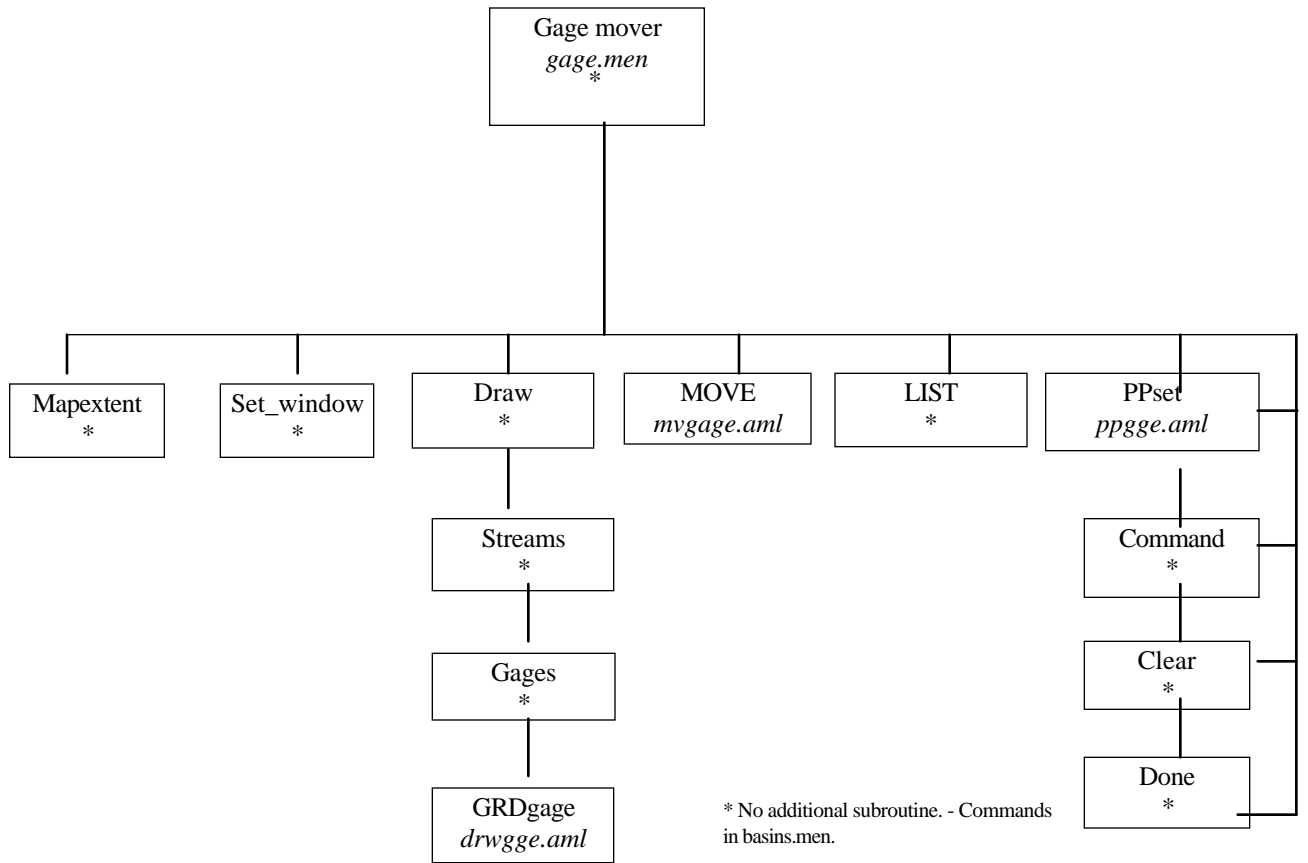 Gage mover
gage.men
*
Mapextent
*
Set_window
*
Draw
*
MOVE
mvgage.aml
LIST
*
PPset
ppgge.aml
Streams
*
Command
*
Gages
*
Clear
*
GRDgage
drwgge.aml
Done
*
* No additional subroutine. - Commands
in basins.men.